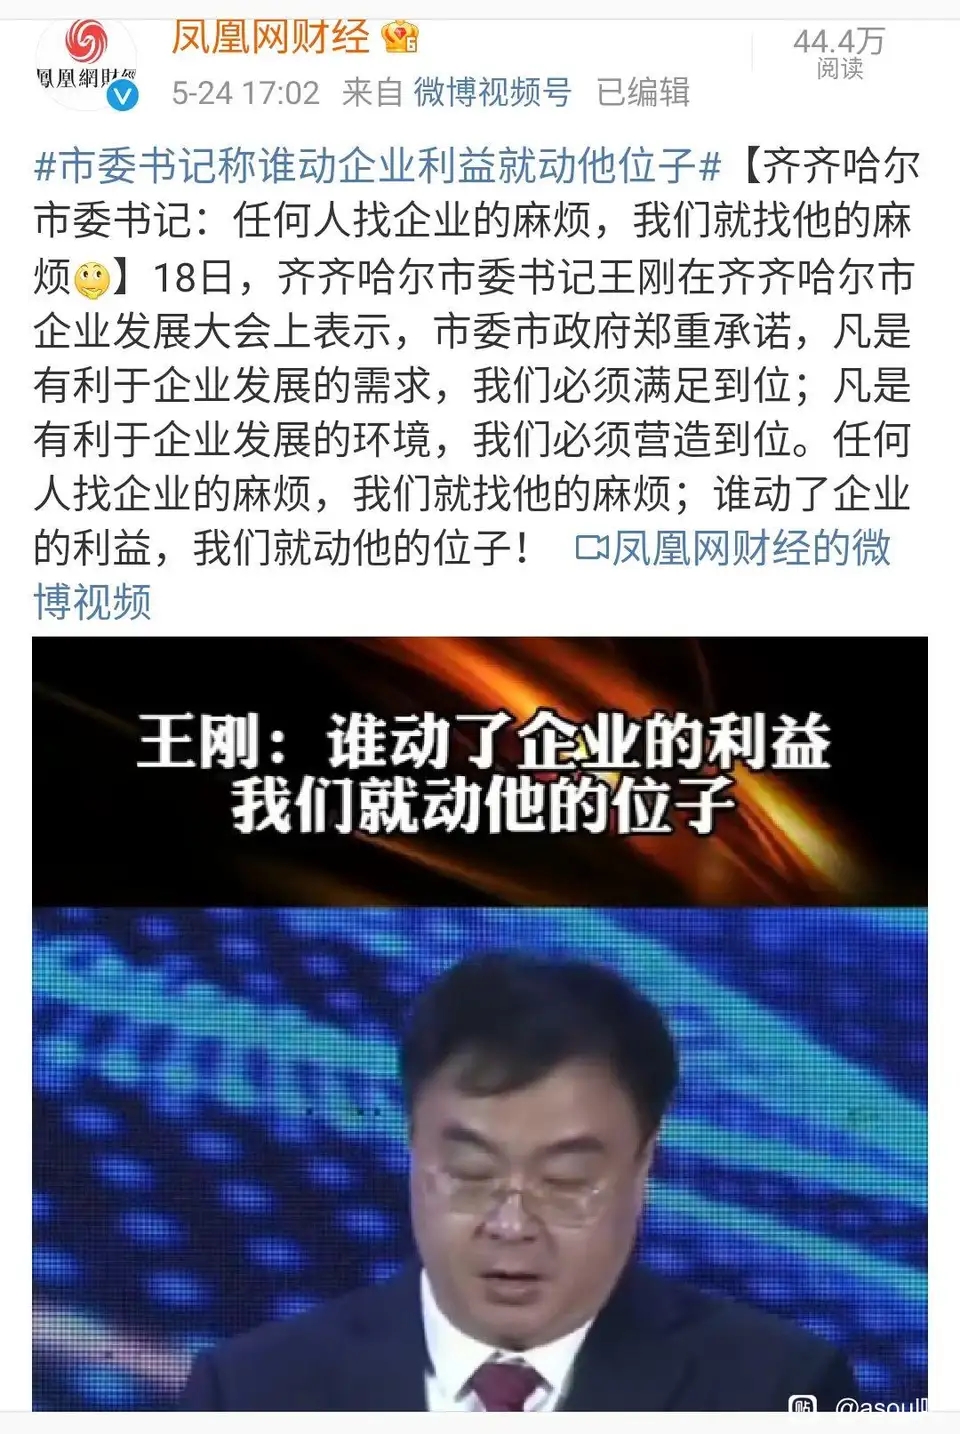 凤凰网财经
44.4万
阅读
鳳凰網財經
5-24 17:02 来自 微博视频号 已编辑
#市委书记称谁动企业利益就动他位子#【齐齐哈尔
市委书记：任何人找企业的麻烦，我们就找他的麻
烦】18日，齐齐哈尔市委书记王刚在齐齐哈尔市
企业发展大会上表示，市委市政府郑重承诺，凡是
有利于企业发展的需求，我们必须满足到位；凡是
有利于企业发展的环境，我们必须营造到位。任何
人找企业的麻烦，我们就找他的麻烦；谁动了企业
的利益，我们就动他的位子！ 凤凰网财经的微
博视频
王刚：谁动了企业的利益
我们就动他的位子
贴 @asoul